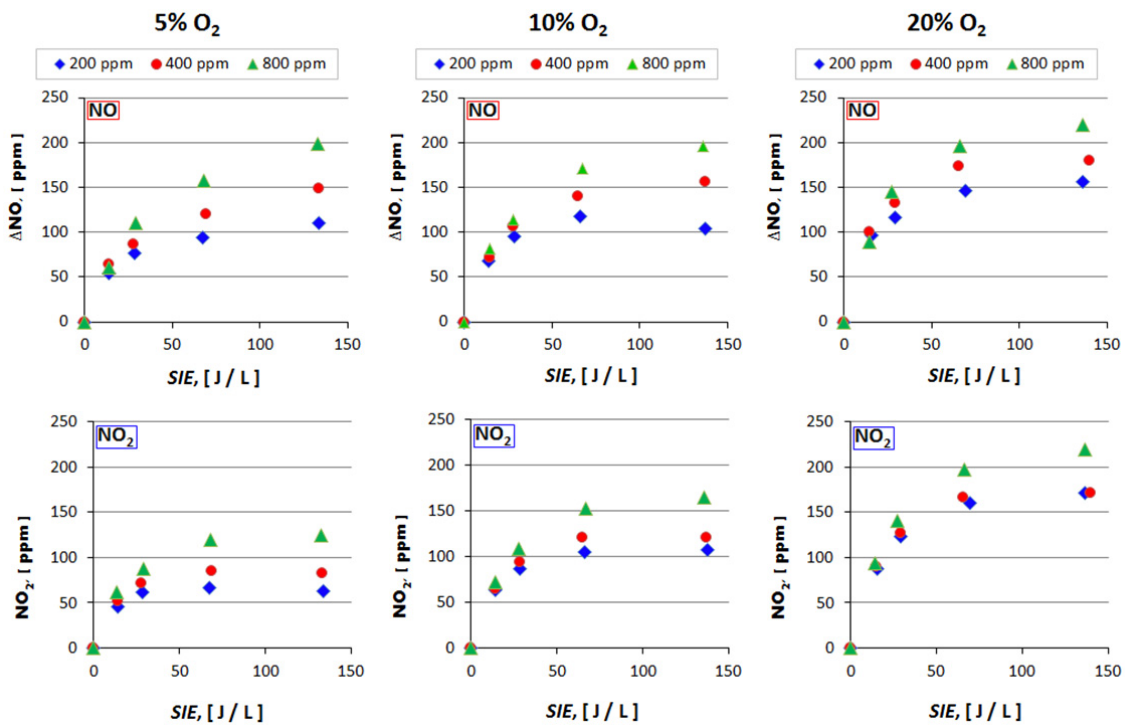 5% O₂
10% O₂
20% O₂
200 ppm 400 ppm 800 ppm
200 ppm 400 ppm 800 ppm
200 ppm 400 ppm 800 ppm
NO
ΔNO, [ ppm ]
250
200
150
100
50
0
0 50 100 150
SIE, [ J / L ]
NO
ΔNO, [ ppm ]
250
200
150
100
50
0
0 50 100 150
SIE, [ J / L ]
NO
ΔNO, [ ppm ]
250
200
150
100
50
0
0 50 100 150
SIE, [ J / L ]
NO₂
NO₂, [ ppm ]
250
200
150
100
50
0
0 50 100 150
SIE, [ J / L ]
NO₂
NO₂, [ ppm ]
250
200
150
100
50
0
0 50 100 150
SIE, [ J / L ]
NO₂
NO₂, [ ppm ]
250
200
150
100
50
0
0 50 100 150
SIE, [ J / L ]